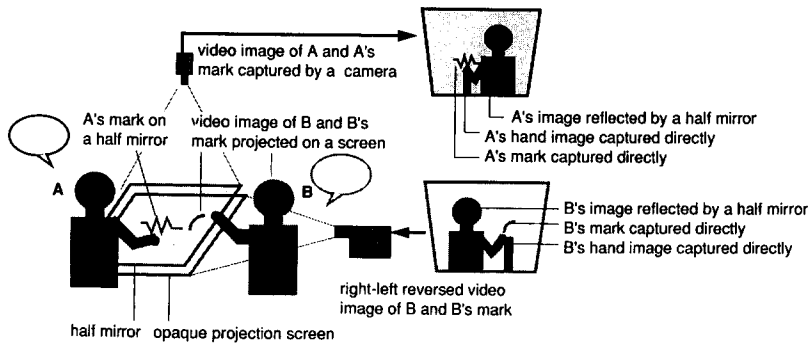 video image of A and A's
mark captured by a camera
A's mark on
a half mirror
video image of B and B's
mark projected on a screen
A
B
A's image reflected by a half mirror
A's hand image captured directly
A's mark captured directly
B's image reflected by a half mirror
B's mark captured directly
B's hand image captured directly
right-left reversed video
image of B and B's mark
half mirror
opaque projection screen